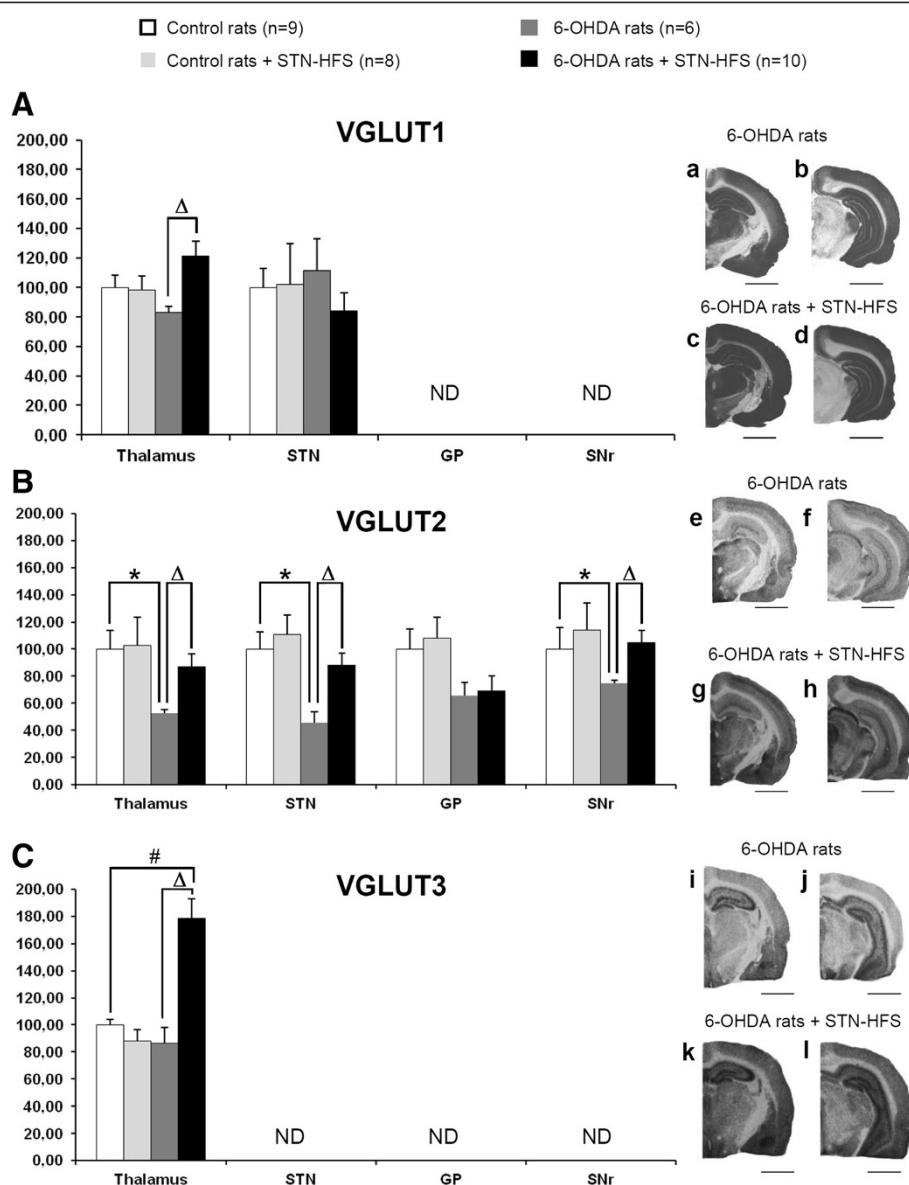 Control rats (n=9)
6-OHDA rats (n=6)
Control rats + STN-HFS (n=8)
6-OHDA rats + STN-HFS (n=10)
A
VGLUT1
200,00
180,00
160,00
140,00
120,00
100,00
80,00
60,00
40,00
20,00
0,00
Δ
ND
ND
Thalamus STN GP SNr
6-OHDA rats
a b
6-OHDA rats + STN-HFS
c d
B
VGLUT2
200,00
180,00
160,00
140,00
120,00
100,00
80,00
60,00
40,00
20,00
0,00
* Δ * Δ * Δ
Thalamus STN GP SNr
6-OHDA rats
e f
6-OHDA rats + STN-HFS
g h
C
VGLUT3
200,00
180,00
160,00
140,00
120,00
100,00
80,00
60,00
40,00
20,00
0,00
#
Δ
ND ND ND
Thalamus STN GP SNr
6-OHDA rats
i j
6-OHDA rats + STN-HFS
k l